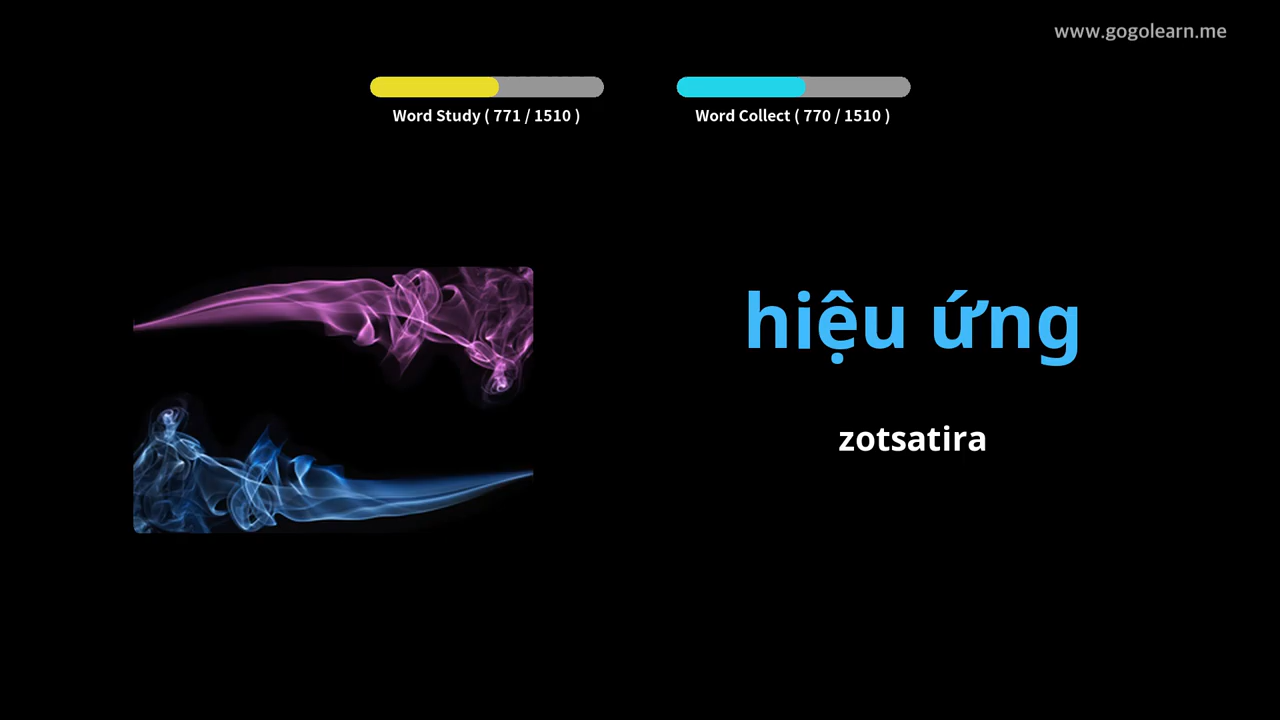 www.gogolearn.me
Word Study ( 771 / 1510 )
Word Collect ( 770 / 1510 )
hiệu ứng
zotsatira